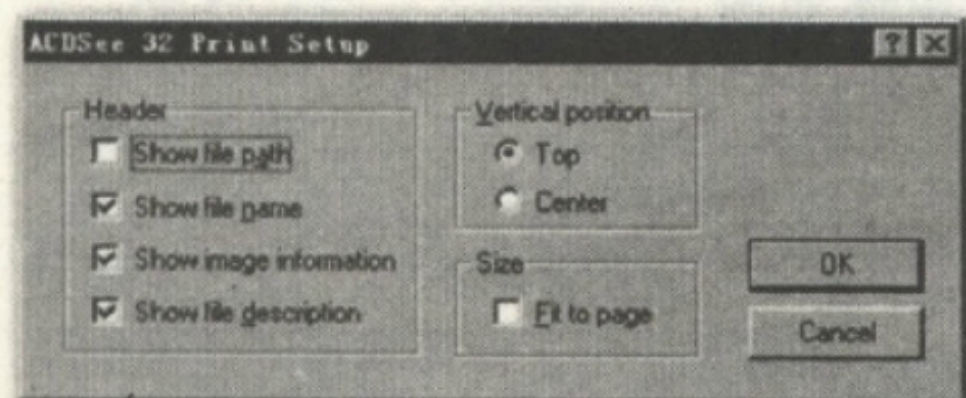 ACDSee 32 Print Setup
Header
Show file path
Show file name
Show image information
Show file description
Vertical position
Top
Center
Size
Fit to page
OK
Cancel